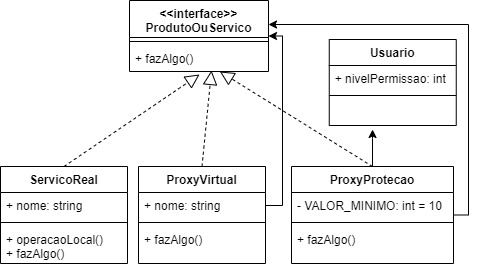 <<interface>>
ProdutoOuServico
+ fazAlgo()
Usuario
+ nivelPermissao: int
ServicoReal
+ nome: string
+ operacaoLocal()
+ fazAlgo()
ProxyVirtual
+ nome: string
+ fazAlgo()
ProxyProtecao
- VALOR_MINIMO: int = 10
+ fazAlgo()